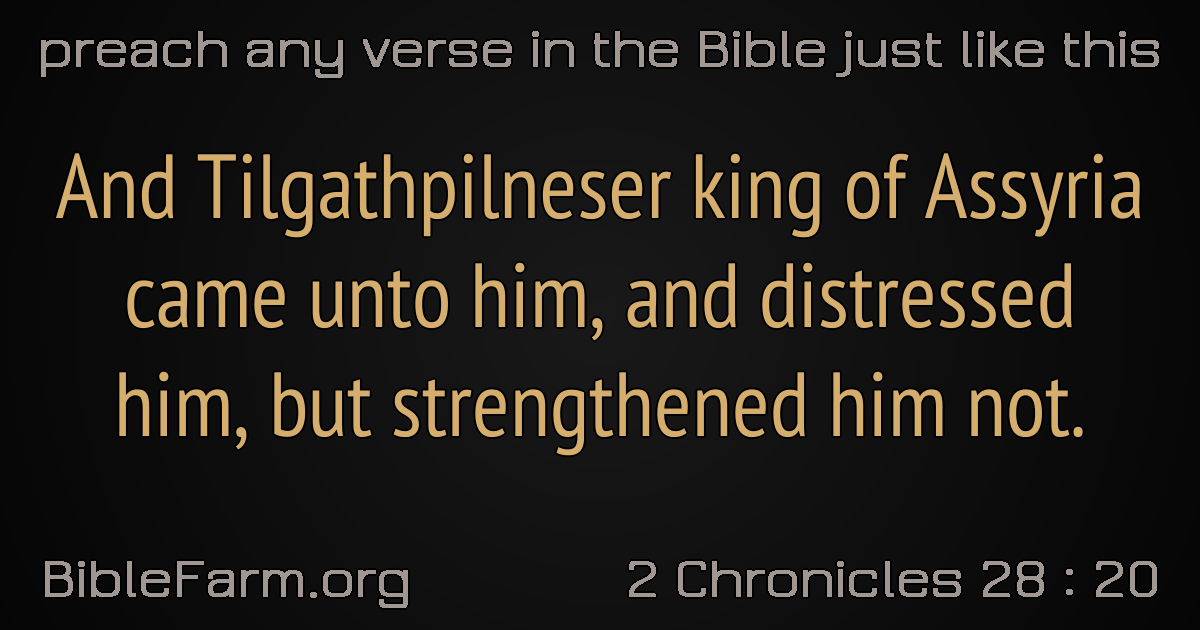 preach any verse in the Bible just like this
And Tilgathpilneser king of Assyria
came unto him, and distressed
him, but strengthened him not.
BibleFarm.org
2 Chronicles 28 : 20